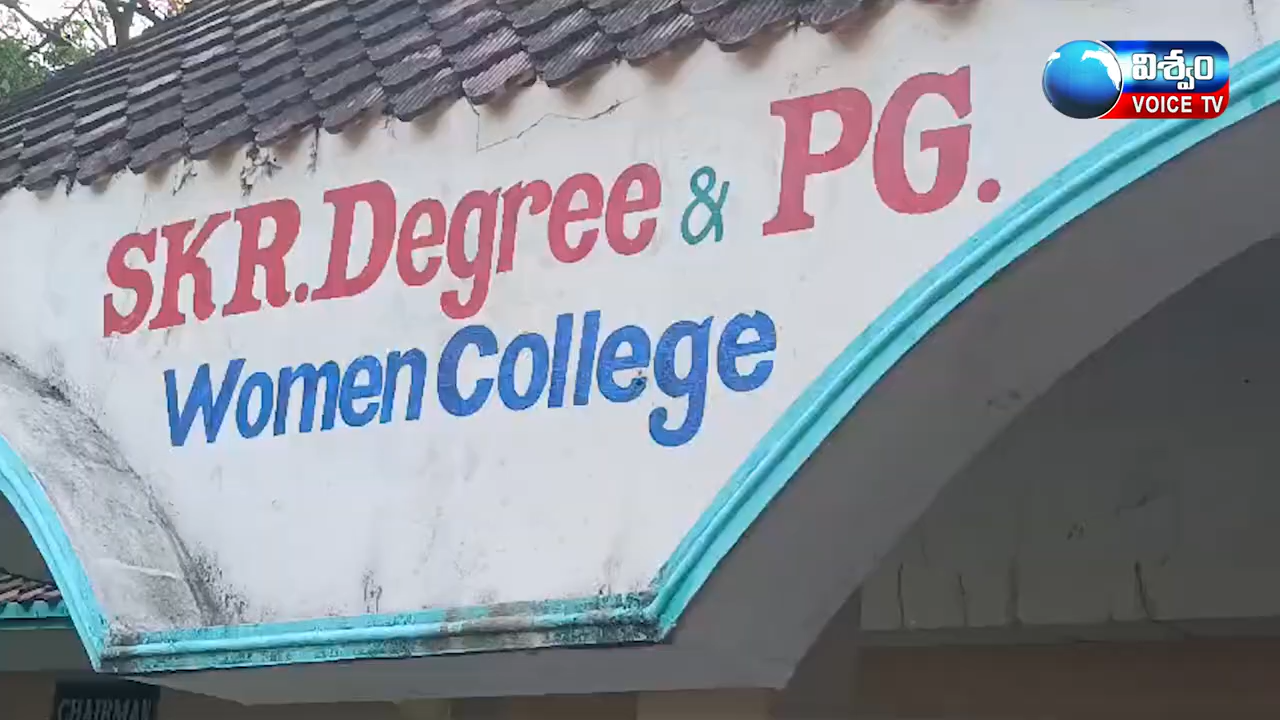 విశ్వం
VOICE TV
SKR.Degree & PG.
Women College
CHAIRMAN